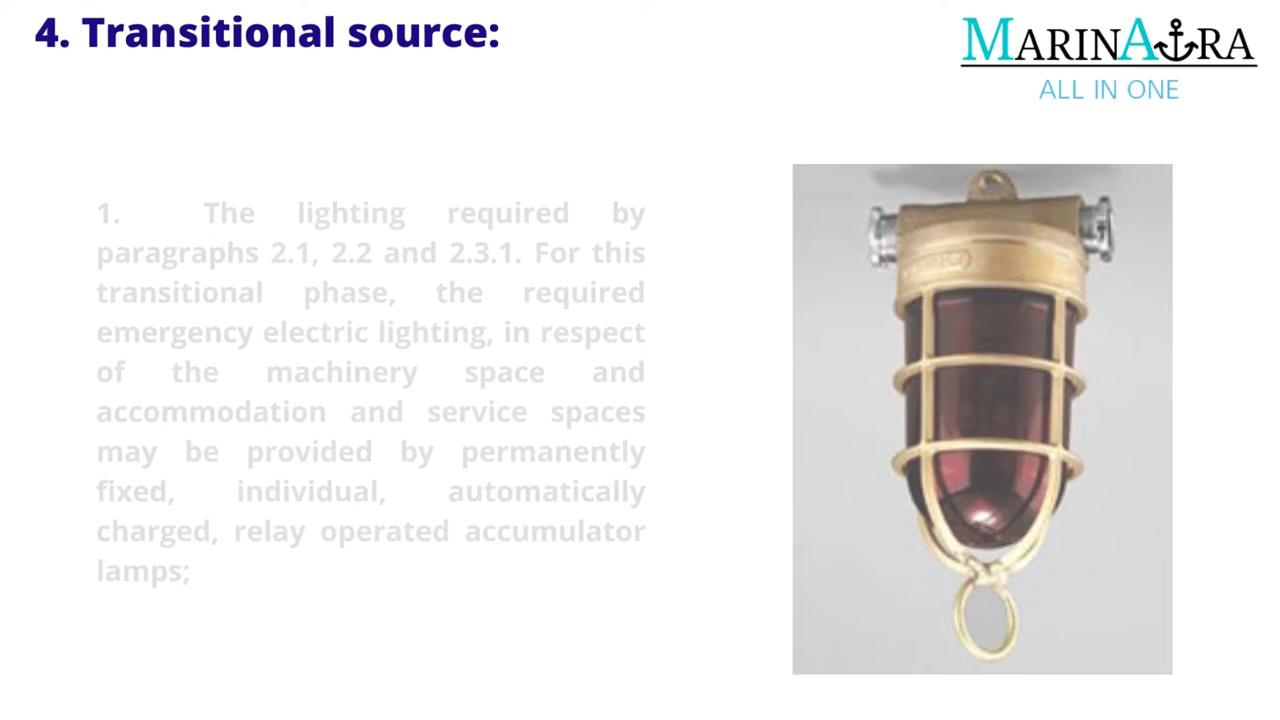 4. Transitional source:
MARINAURA
ALL IN ONE
1. The lighting required by
paragraphs 2.1, 2.2 and 2.3.1. For this
transitional phase, the required
emergency electric lighting, in respect
of the machinery space and
accommodation and service spaces
may be provided by permanently
fixed, individual, automatically
charged, relay operated accumulator
lamps;